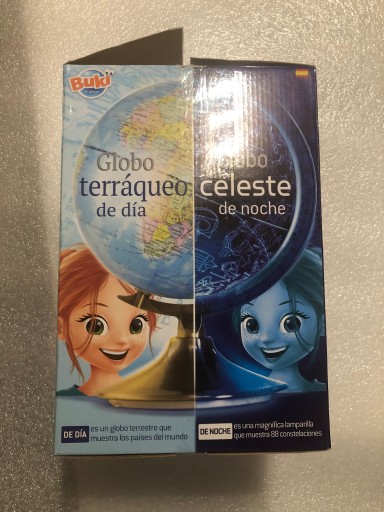 Buki
france
Globo
terráqueo
de día
Globo
celeste
de noche
DE DÍA
es un globo terrestre que
muestra los países del mundo
DE NOCHE
es una magnífica lamparilla
que muestra 88 constelaciones